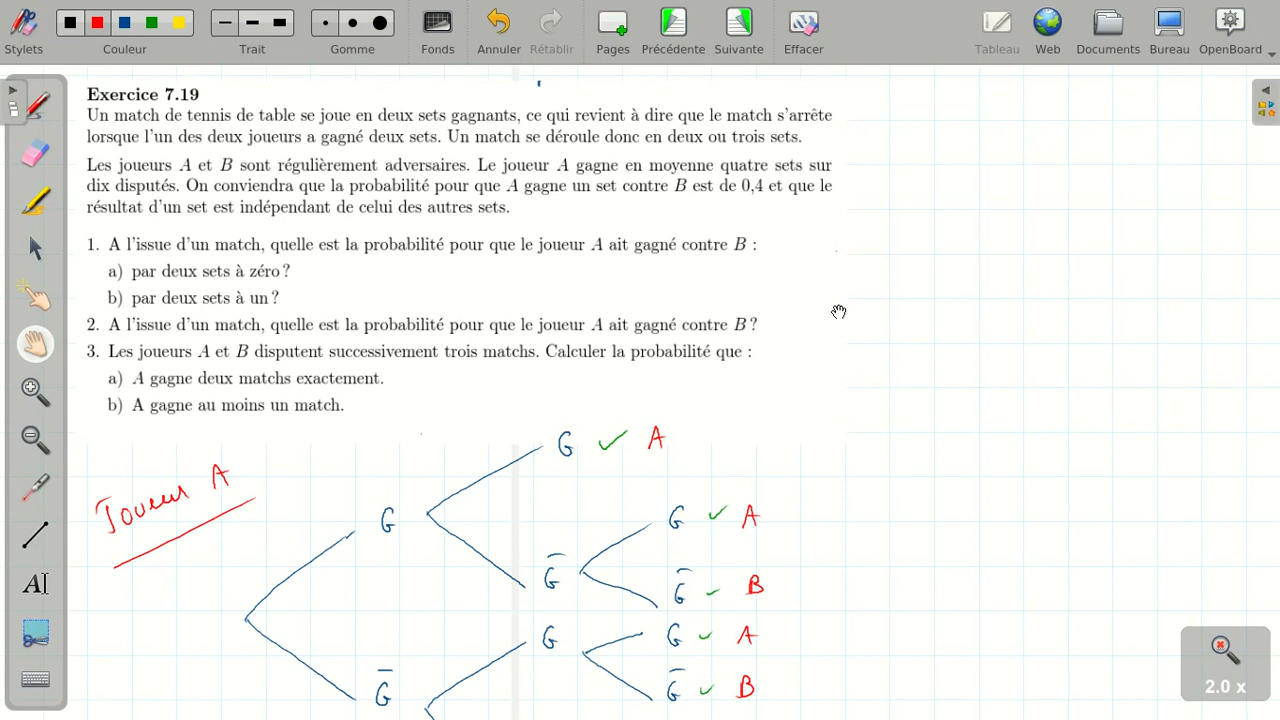 Stylets
Couleur
Trait
Gomme
Fonds
Annuler
Rétablir
Pages
Précédente
Suivante
Effacer
Tableau
Web
Documents
Bureau
OpenBoard
Exercice 7.19
Un match de tennis de table se joue en deux sets gagnants, ce qui revient à dire que le match s'arrête
lorsque l'un des deux joueurs a gagné deux sets. Un match se déroule donc en deux ou trois sets.
Les joueurs A et B sont régulièrement adversaires. Le joueur A gagne en moyenne quatre sets sur
dix disputés. On conviendra que la probabilité pour que A gagne un set contre B est de 0,4 et que le
résultat d'un set est indépendant de celui des autres sets.
1. A l'issue d'un match, quelle est la probabilité pour que le joueur A ait gagné contre B :
a) par deux sets à zéro ?
b) par deux sets à un ?
2. A l'issue d'un match, quelle est la probabilité pour que le joueur A ait gagné contre B ?
3. Les joueurs A et B disputent successivement trois matchs. Calculer la probabilité que :
a) A gagne deux matchs exactement.
b) A gagne au moins un match.
Joueur A
G ✓ A
G
G ✓ A
G̅
G̅ ✓ B
G
G ✓ A
G̅
G̅ ✓ B
A
2.0 x